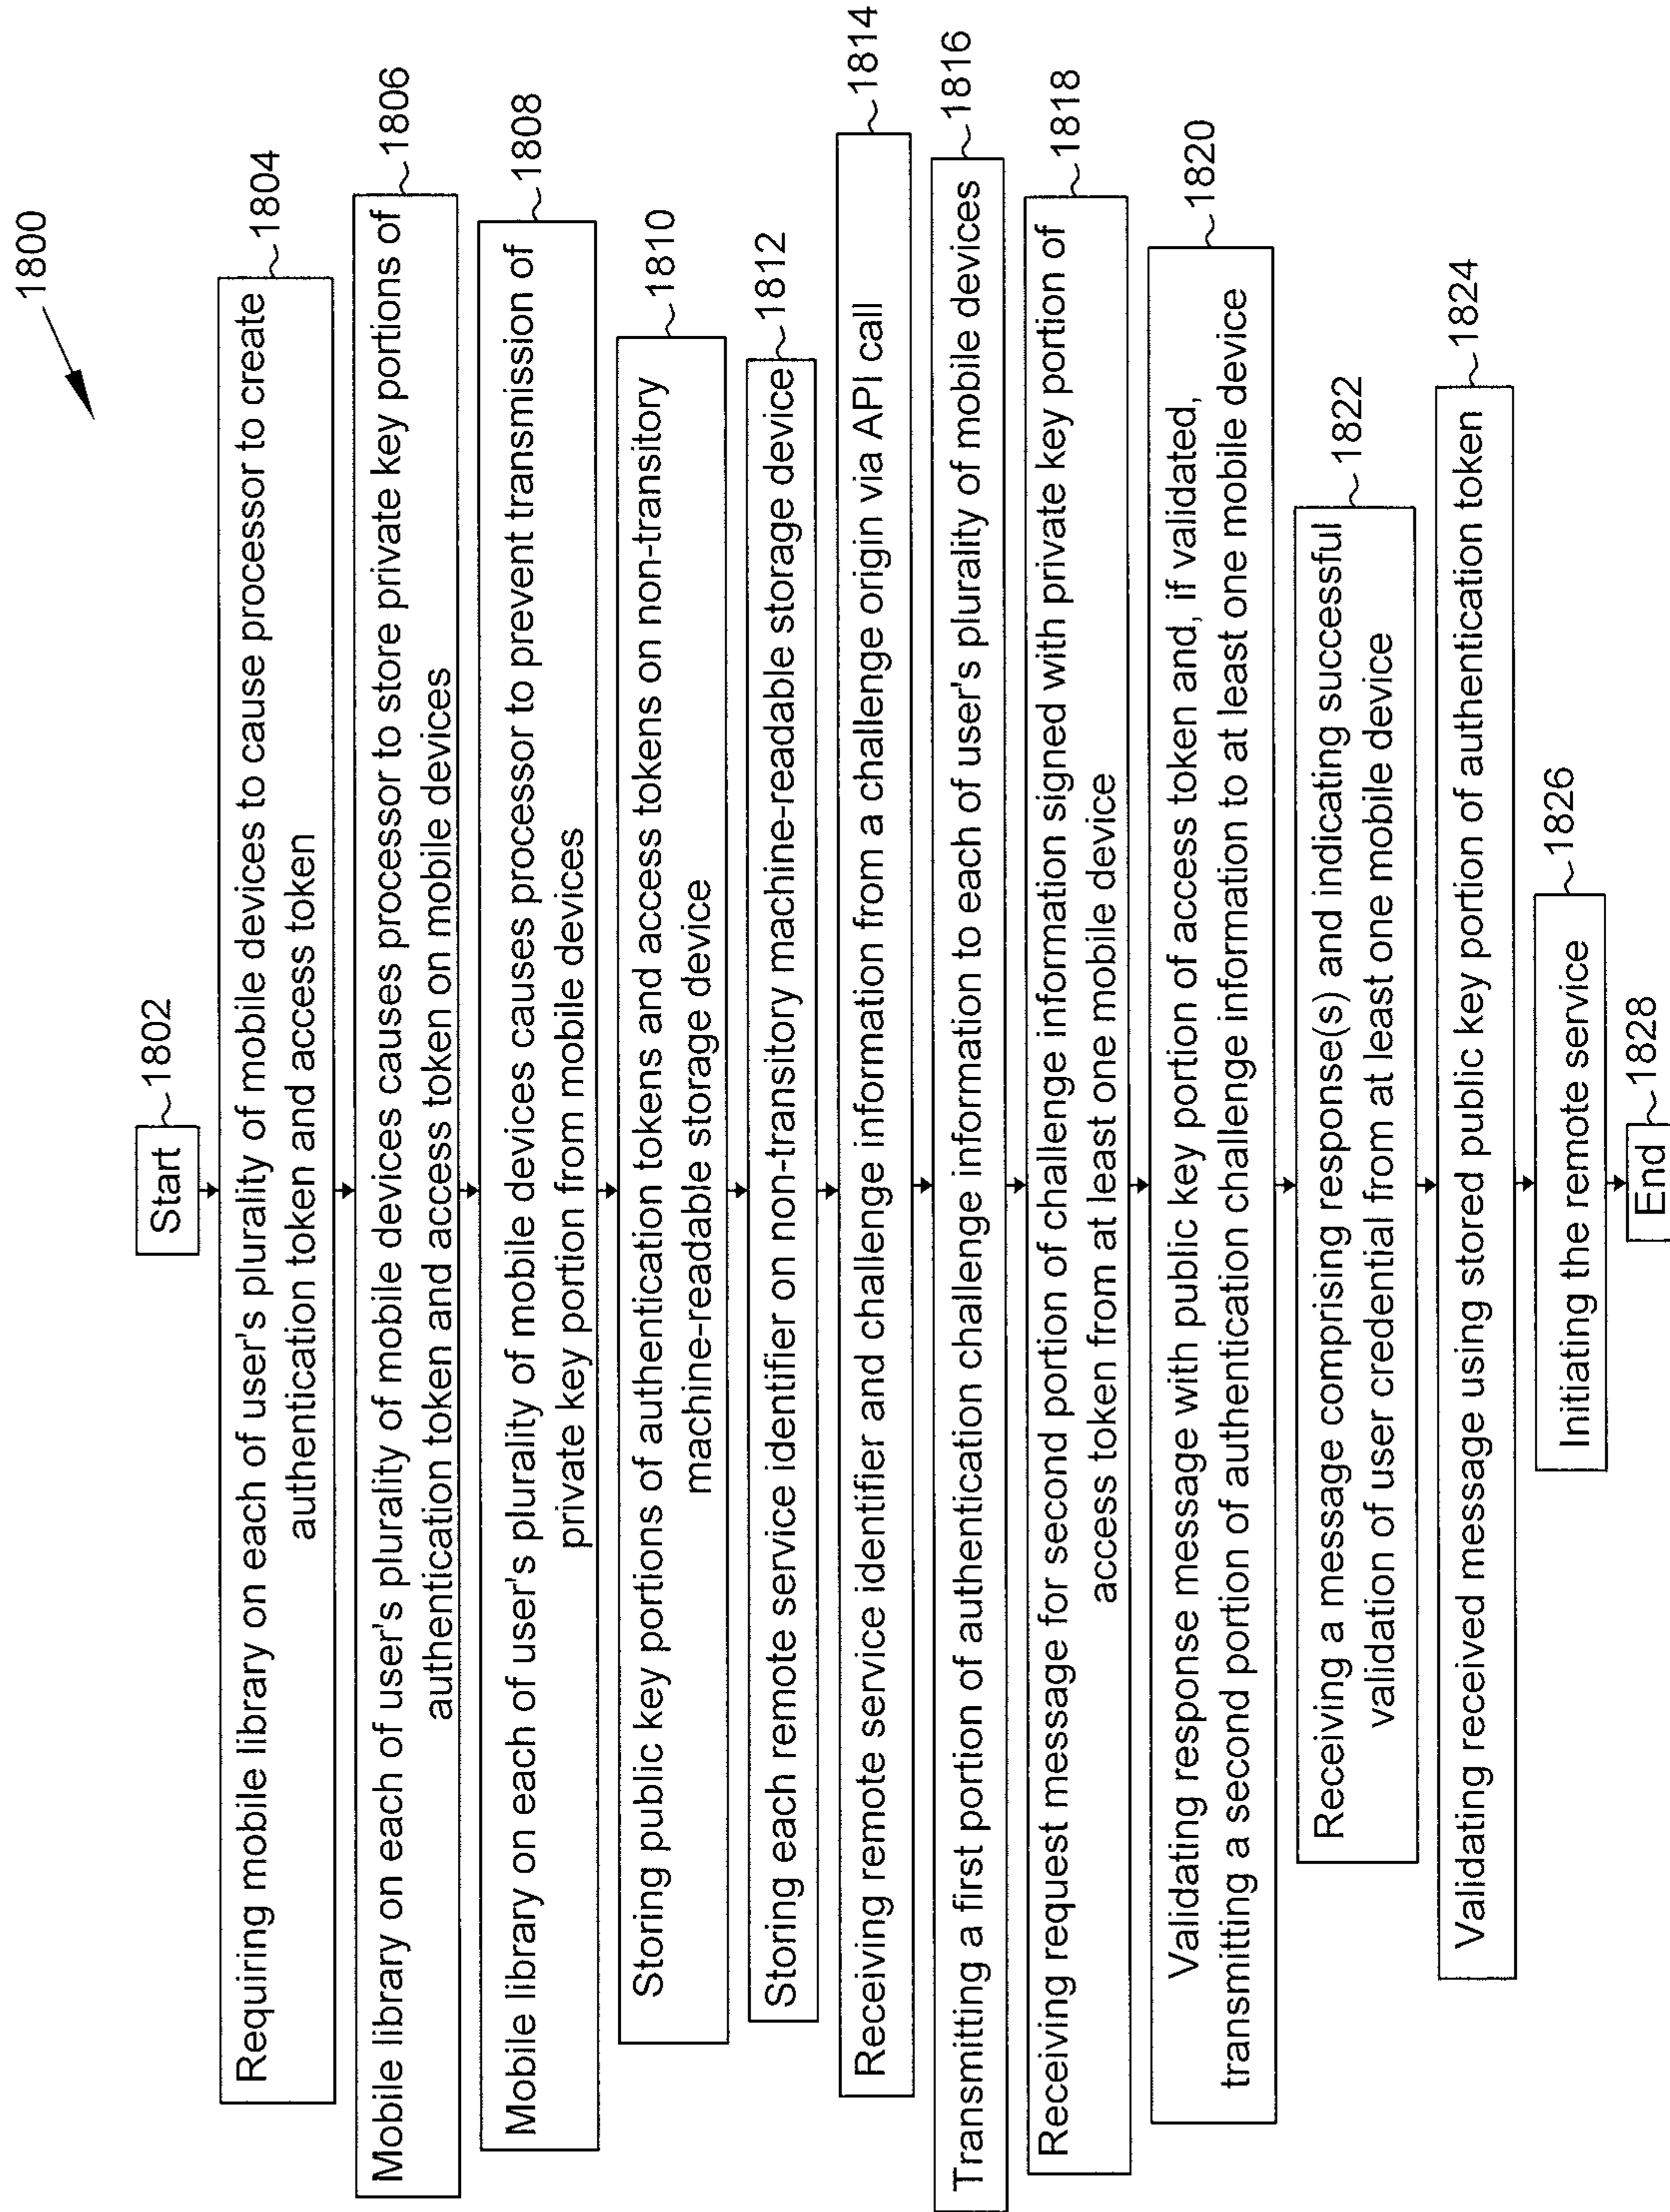 1800
Start
1802
Requiring mobile library on each of user's plurality of mobile devices to cause processor to create
authentication token and access token
1804
Mobile library on each of user's plurality of mobile devices causes processor to store private key portions of
authentication token and access token on mobile devices
1806
Mobile library on each of user's plurality of mobile devices causes processor to prevent transmission of
private key portion from mobile devices
1808
Storing public key portions of authentication tokens and access tokens on non-transitory
machine-readable storage device
1810
Storing each remote service identifier on non-transitory machine-readable storage device
1812
Receiving remote service identifier and challenge information from a challenge origin via API call
1814
Transmitting a first portion of authentication challenge information to each of user's plurality of mobile devices
1816
Receiving request message for second portion of challenge information signed with private key portion of
access token from at least one mobile device
1818
Validating response message with public key portion of access token and, if validated,
transmitting a second portion of authentication challenge information to at least one mobile device
1820
Receiving a message comprising response(s) and indicating successful
validation of user credential from at least one mobile device
1822
Validating received message using stored public key portion of authentication token
1824
Initiating the remote service
1826
End
1828